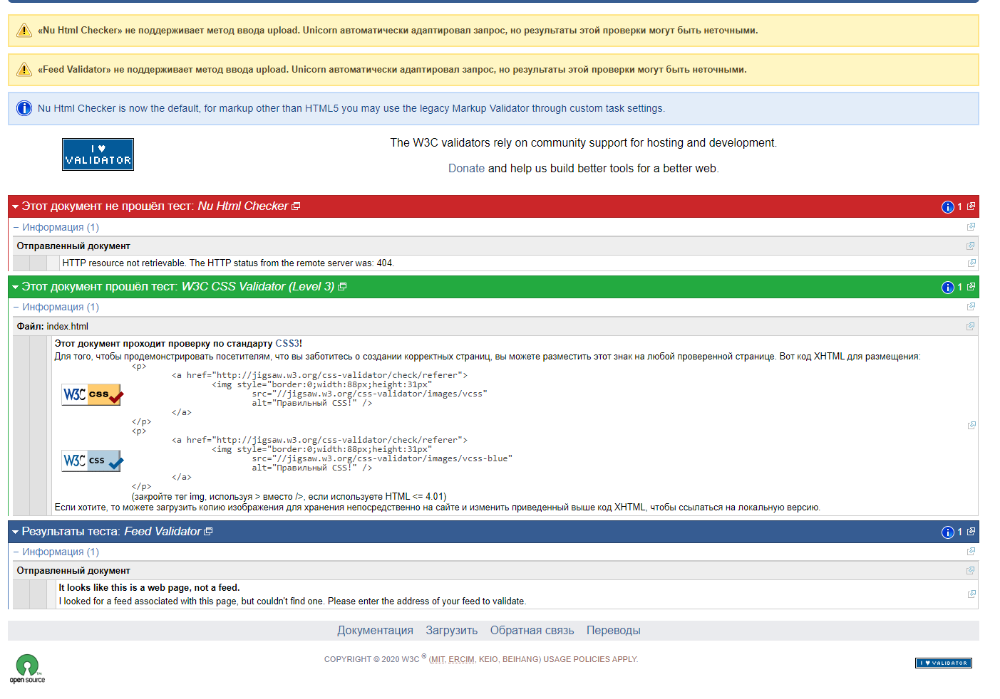 «Nu Html Checker» не поддерживает метод ввода upload. Unicorn автоматически адаптировал запрос, но результаты этой проверки могут быть неточными.
«Feed Validator» не поддерживает метод ввода upload. Unicorn автоматически адаптировал запрос, но результаты этой проверки могут быть неточными.
Nu Html Checker is now the default, for markup other than HTML5 you may use the legacy Markup Validator through custom task settings.
I ♥
VALIDATOR
The W3C validators rely on community support for hosting and development.
Donate and help us build better tools for a better web.
Этот документ не прошёл тест: Nu Html Checker 1
− Информация (1)
Отправленный документ
HTTP resource not retrievable. The HTTP status from the remote server was: 404.
Этот документ прошёл тест: W3C CSS Validator (Level 3) 1
− Информация (1)
Файл: index.html
Этот документ проходит проверку по стандарту CSS3!
Для того, чтобы продемонстрировать посетителям, что вы заботитесь о создании корректных страниц, вы можете разместить этот знак на любой проверенной странице. Вот код XHTML для размещения:
<p>
<a href="http://jigsaw.w3.org/css-validator/check/referer">
<img style="border:0;width:88px;height:31px"
W3C css
src="//jigsaw.w3.org/css-validator/images/vcss"
alt="Правильный CSS!" />
</a>
</p>
<p>
<a href="http://jigsaw.w3.org/css-validator/check/referer">
<img style="border:0;width:88px;height:31px"
W3C css
src="//jigsaw.w3.org/css-validator/images/vcss-blue"
alt="Правильный CSS!" />
</a>
</p>
(закройте тег img, используя > вместо />, если используете HTML <= 4.01)
Если хотите, то можете загрузить копию изображения для хранения непосредственно на сайте и изменить приведенный выше код XHTML, чтобы ссылаться на локальную версию.
Результаты теста: Feed Validator 1
− Информация (1)
Отправленный документ
It looks like this is a web page, not a feed.
I looked for a feed associated with this page, but couldn't find one. Please enter the address of your feed to validate.
Документация Загрузить Обратная связь Переводы
COPYRIGHT © 2020 W3C ® (MIT, ERCIM, KEIO, BEIHANG) USAGE POLICIES APPLY.
open source
I ♥ VALIDATOR